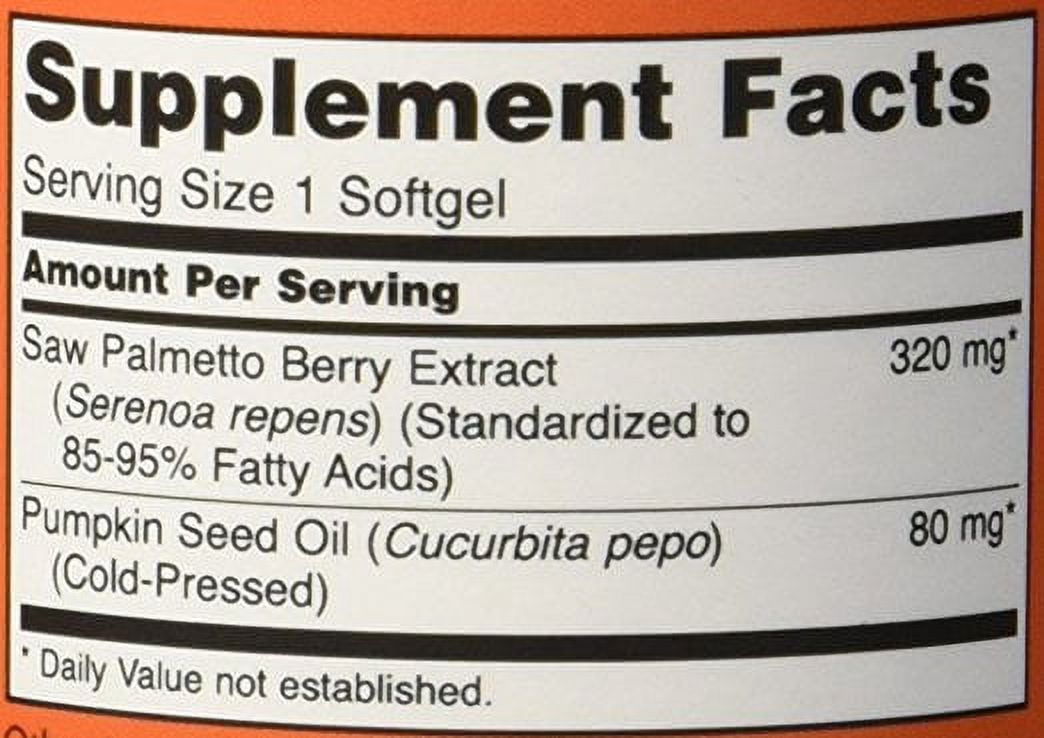 Supplement Facts
Serving Size 1 Softgel
Amount Per Serving
Saw Palmetto Berry Extract 320 mg*
(Serenoa repens) (Standardized to
85-95% Fatty Acids)
Pumpkin Seed Oil (Cucurbita pepo) 80 mg*
(Cold-Pressed)
* Daily Value not established.